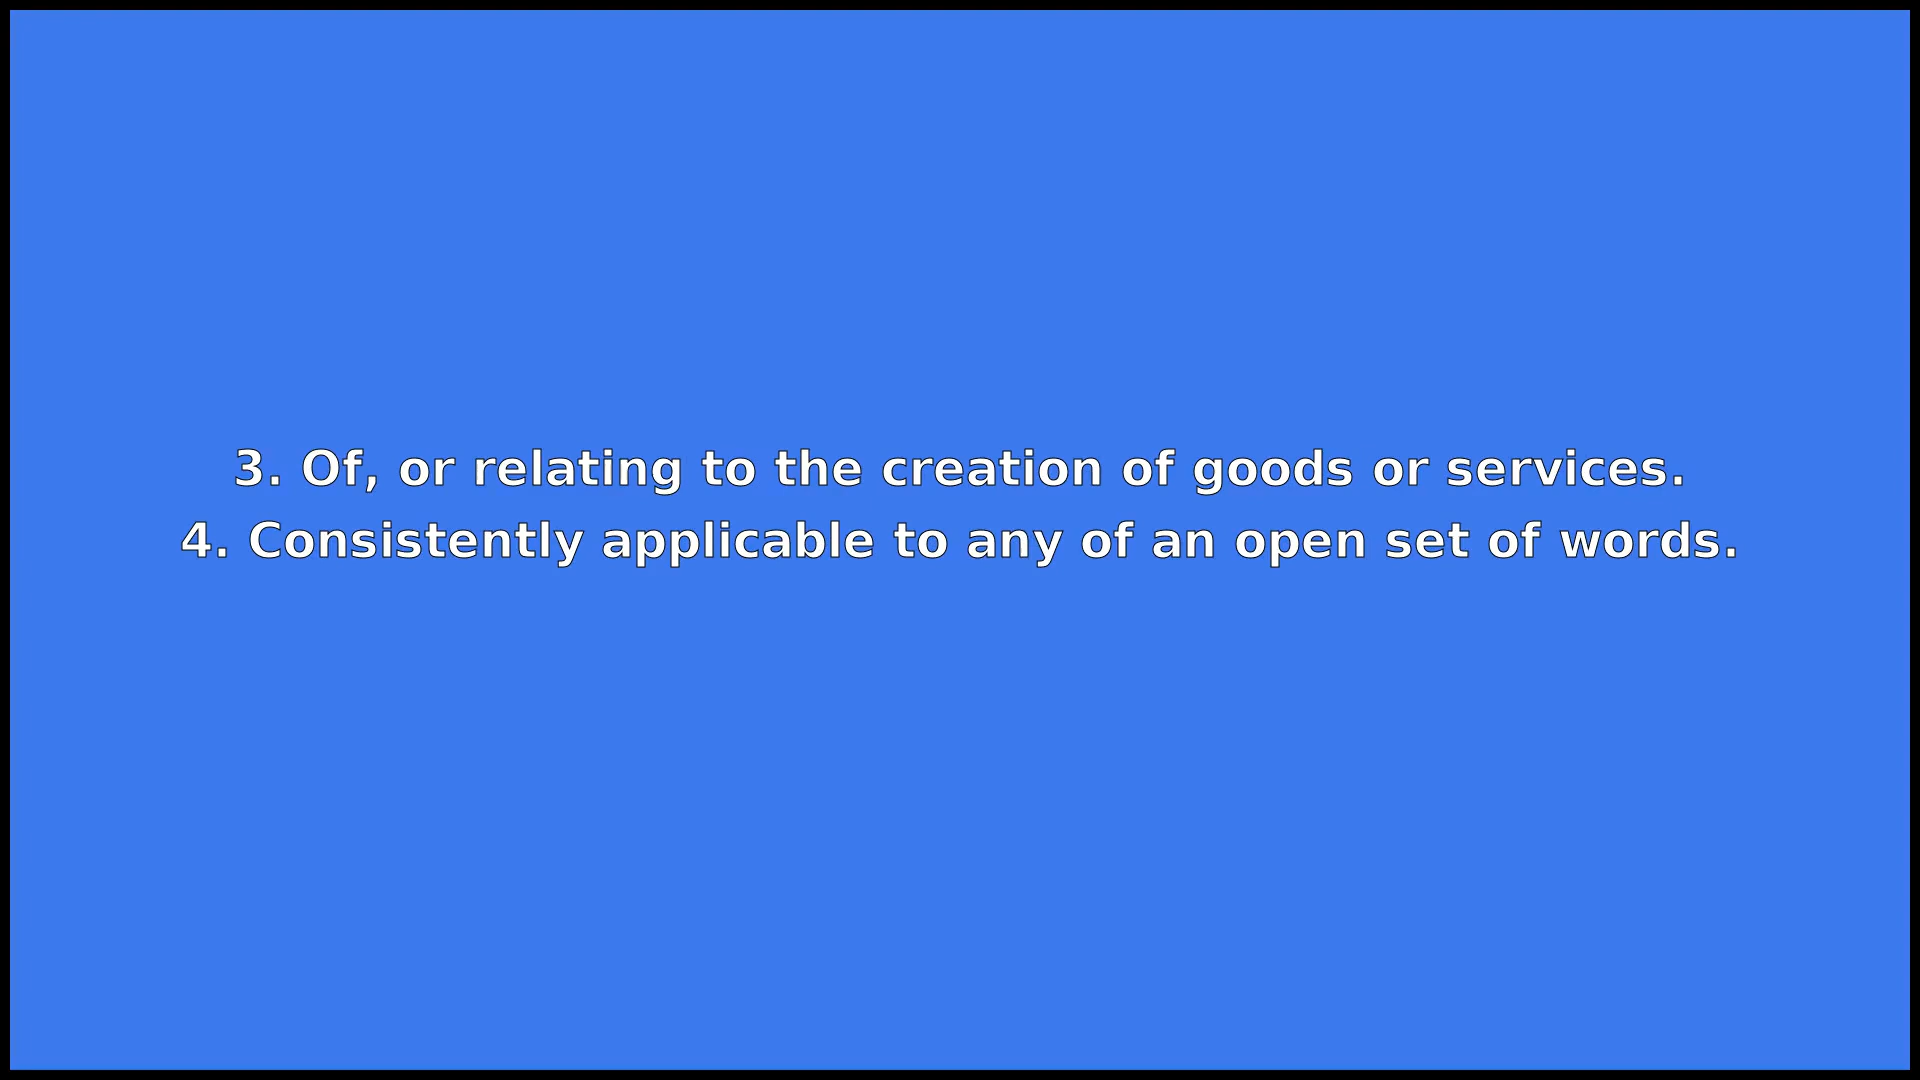 3. Of, or relating to the creation of goods or services.
4. Consistently applicable to any of an open set of words.